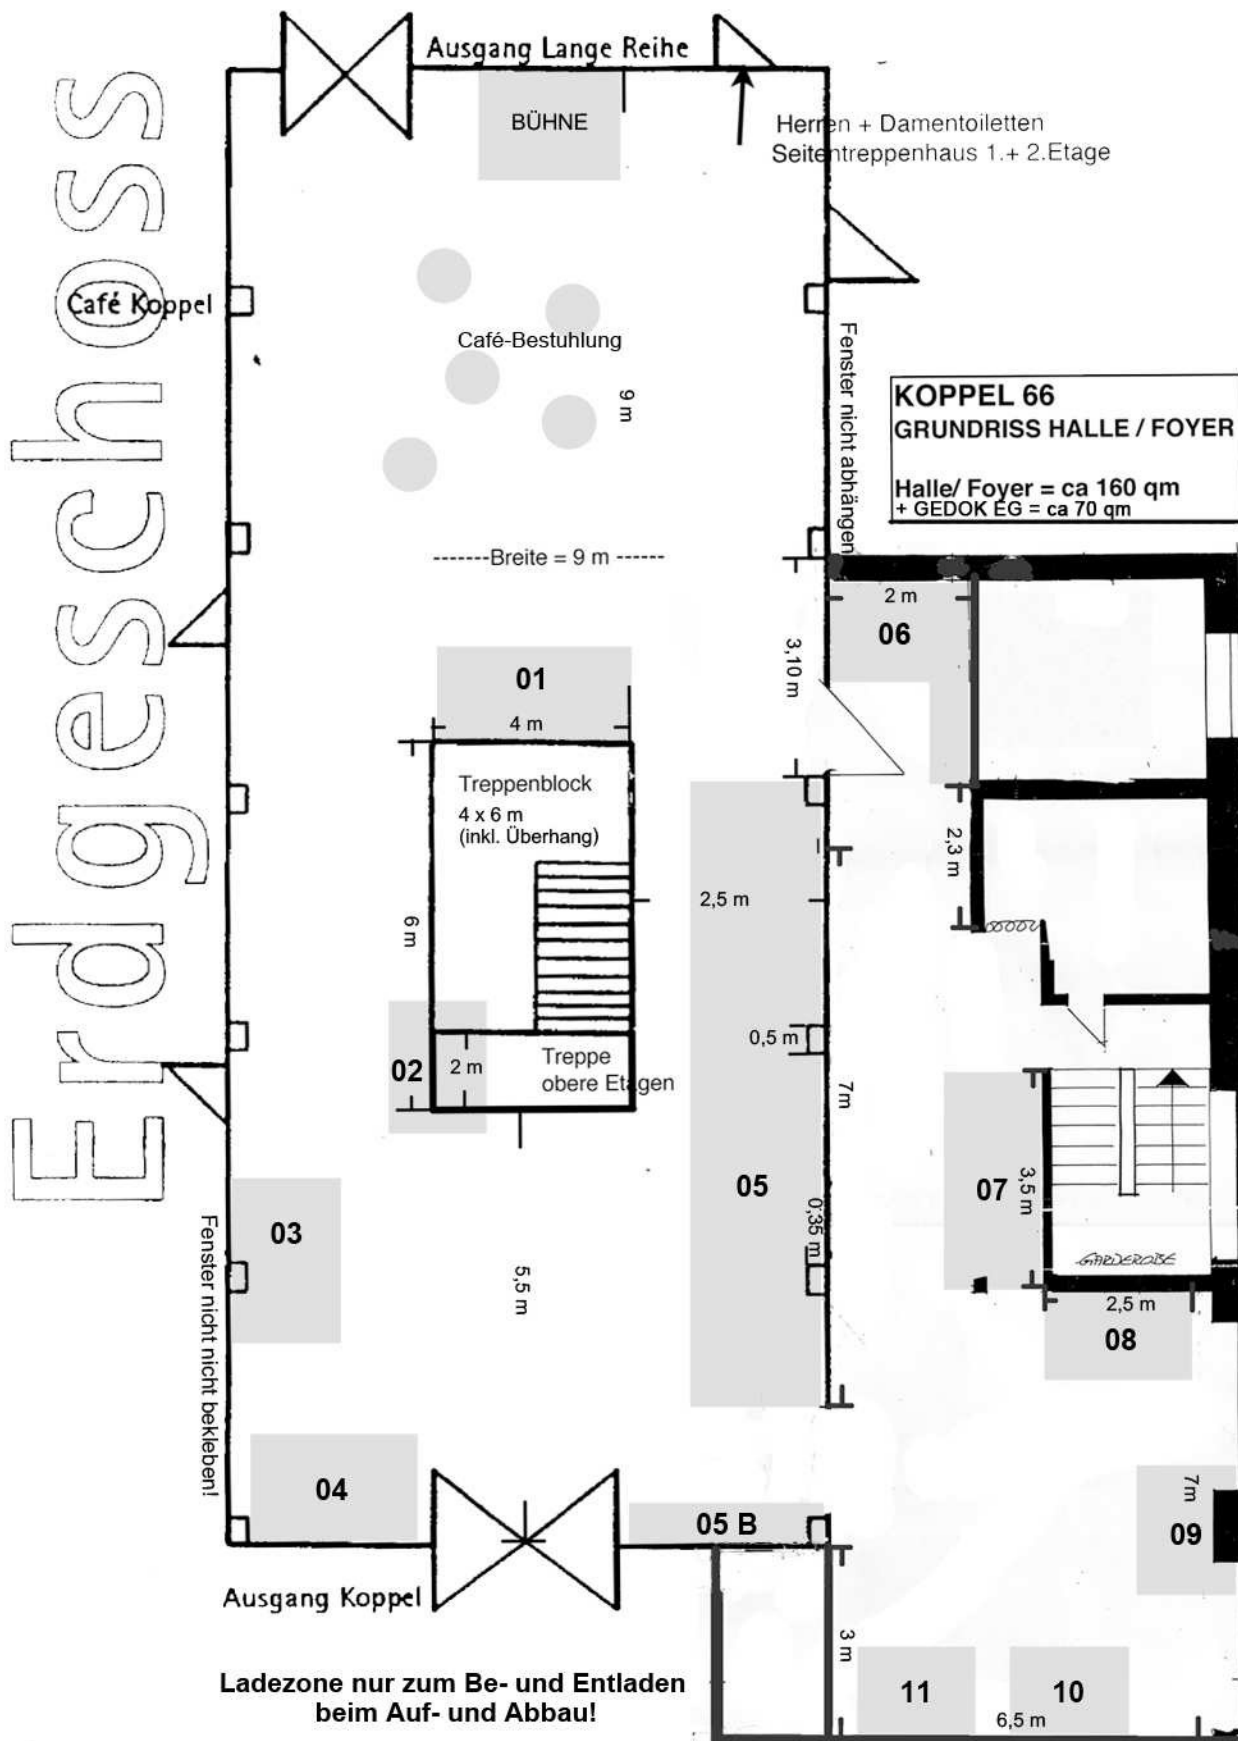 Erdgeschoss
Ausgang Lange Reihe
BÜHNE
Herren + Damentoiletten
Seitentreppenhaus 1.+ 2.Etage
Café Koppel
Café-Bestuhlung
9 m
Fenster nicht abhängen
KOPPEL 66
GRUNDRISS HALLE / FOYER
Halle/ Foyer = ca 160 qm
+ GEDOK EG = ca 70 qm
------Breite = 9 m ------
2 m
06
3,10 m
01
4 m
Treppenblock
4 x 6 m
(inkl. Überhang)
2,3 m
2,5 m
6 m
0,5 m
02
2 m
Treppe
obere Etagen
7m
05
07
3,5 m
0,35 m
03
GARDEROBE
5,5 m
2,5 m
08
Fenster nicht nicht bekleben!
04
7m
05 B
09
Ausgang Koppel
3 m
Ladezone nur zum Be- und Entladen
beim Auf- und Abbau!
11
10
6,5 m